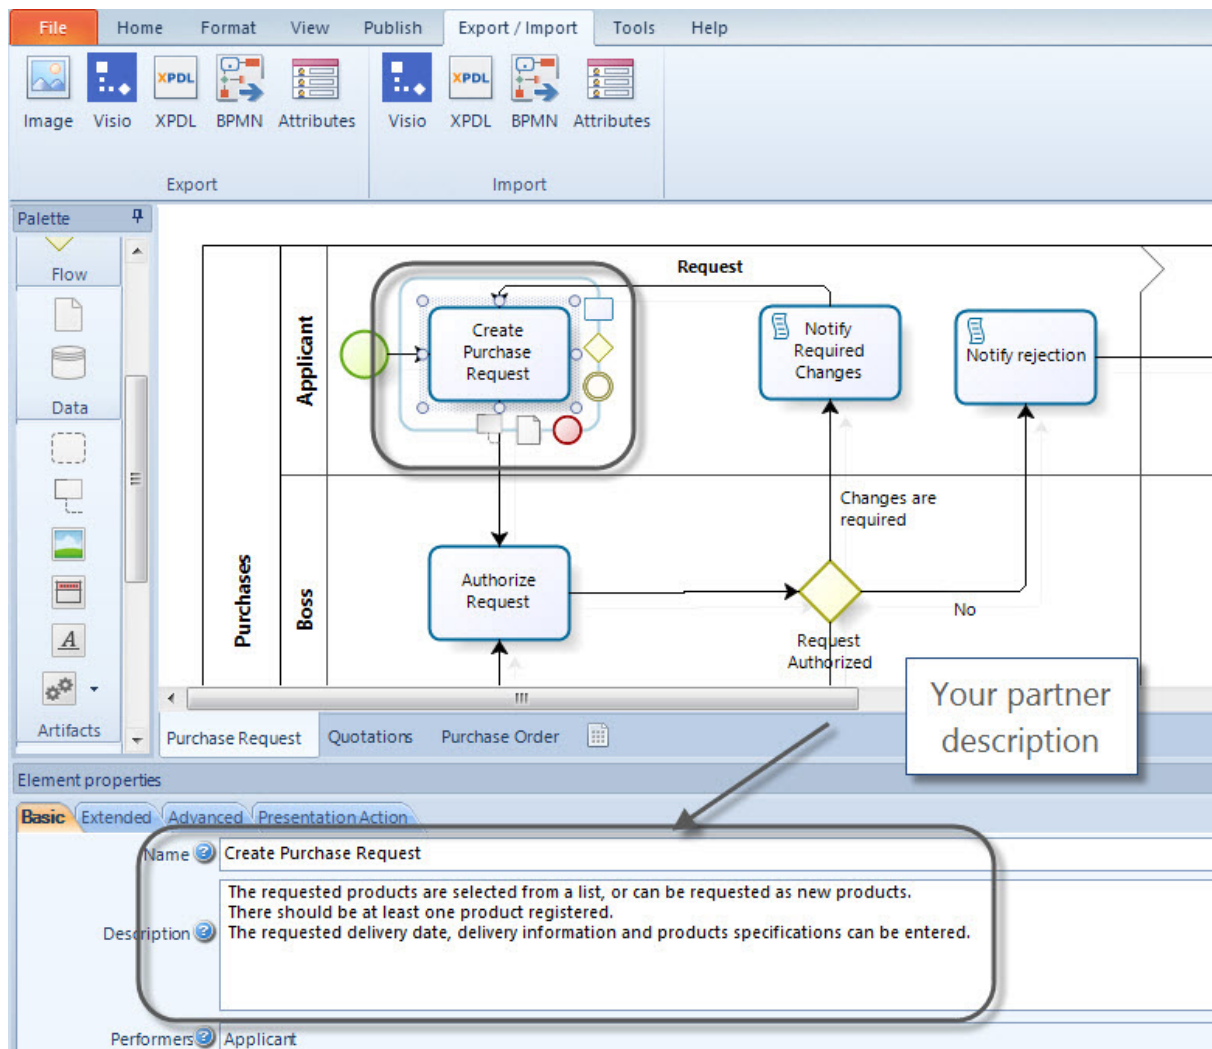 File Home Format View Publish Export / Import Tools Help
XPDL XPDL
Image Visio XPDL BPMN Attributes Visio XPDL BPMN Attributes
Export Import
Palette
Flow
Data
Artifacts
Purchases
Applicant
Boss
Request
Create
Purchase
Request
Notify
Required
Changes
Notify rejection
Changes are
required
Authorize
Request
No
Request
Authorized
Your partner
description
Purchase Request Quotations Purchase Order
Element properties
Basic Extended Advanced Presentation Action
Name ? Create Purchase Request
Description ? The requested products are selected from a list, or can be requested as new products.
There should be at least one product registered.
The requested delivery date, delivery information and products specifications can be entered.
Performers ? Applicant